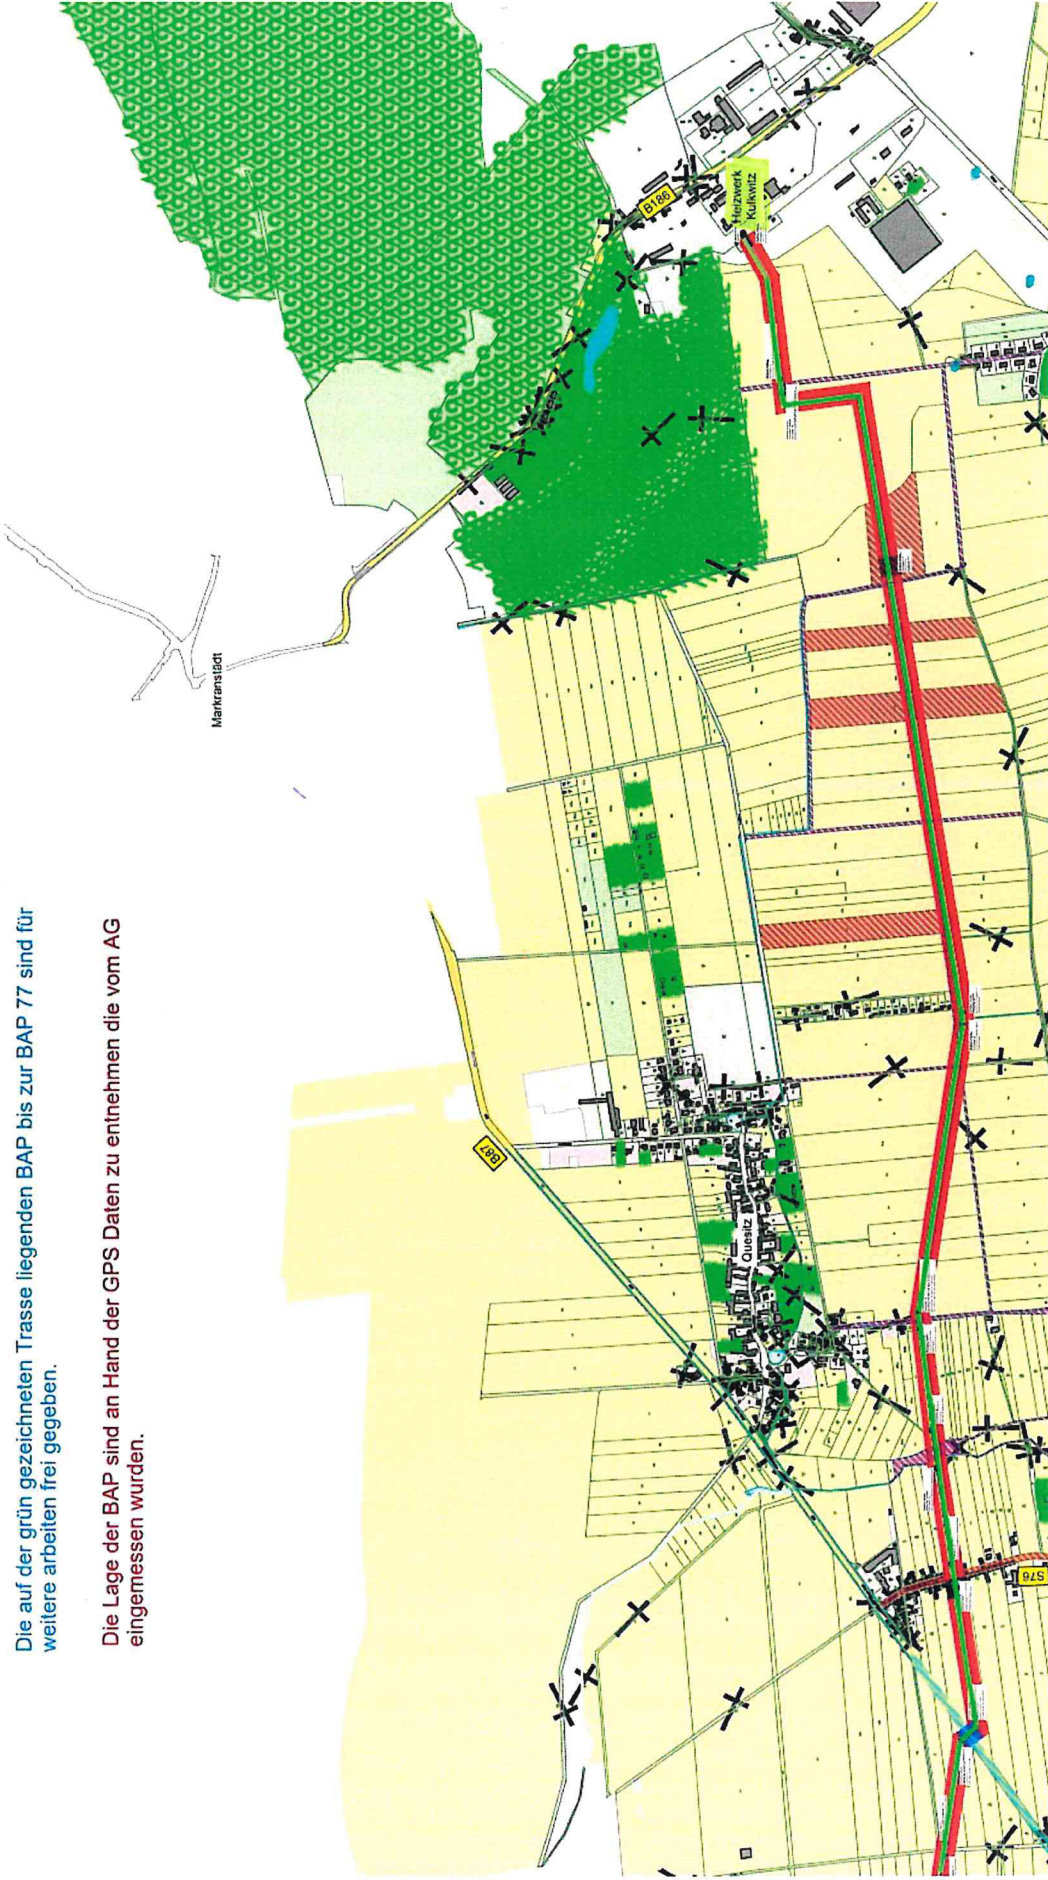 Die auf der grün gezeichneten Trasse liegenden BAP bis zur BAP 77 sind für
weitere arbeiten frei gegeben.
Die Lage der BAP sind an Hand der GPS Daten zu entnehmen die vom AG
eingemessen wurden.
Markranstädt
B87
Quesitz
B186
Heizwerk
Kulkwitz
S76